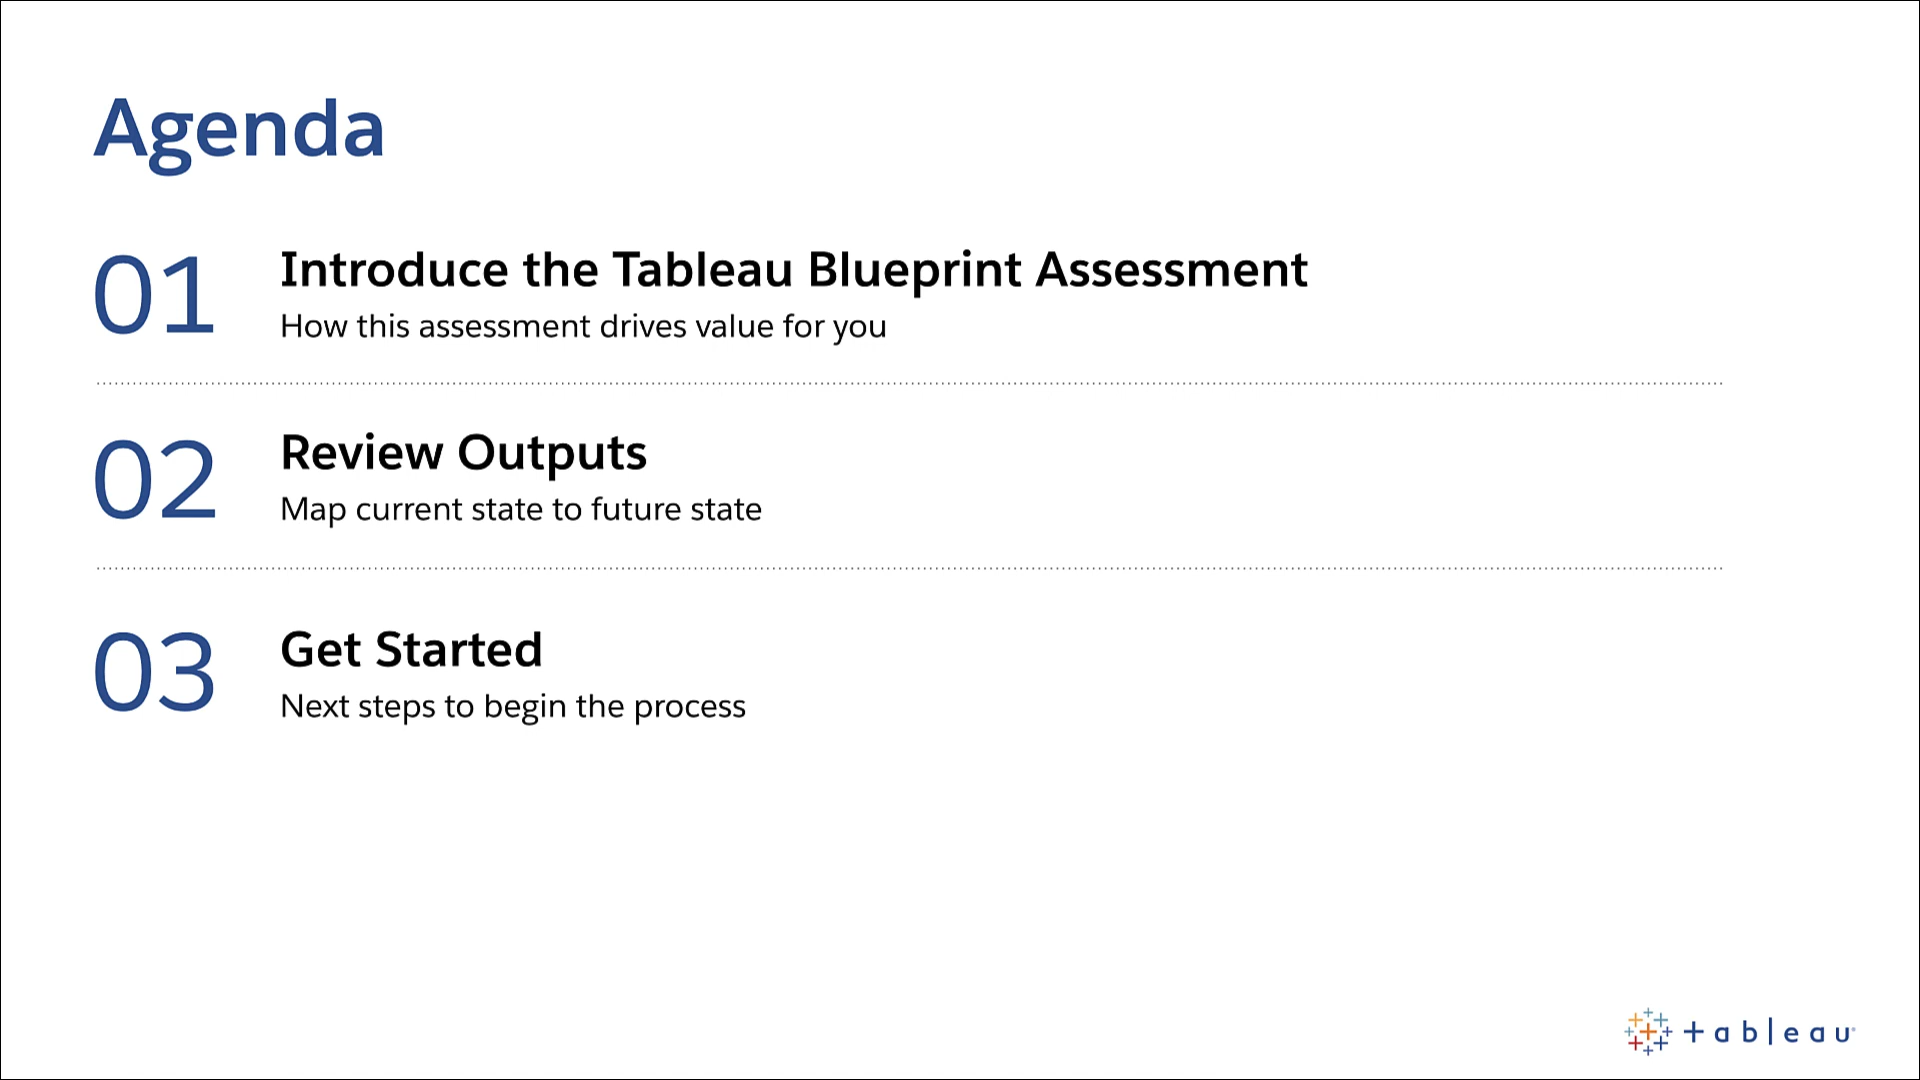 Agenda
01
Introduce the Tableau Blueprint Assessment
How this assessment drives value for you
02
Review Outputs
Map current state to future state
03
Get Started
Next steps to begin the process
+ableau